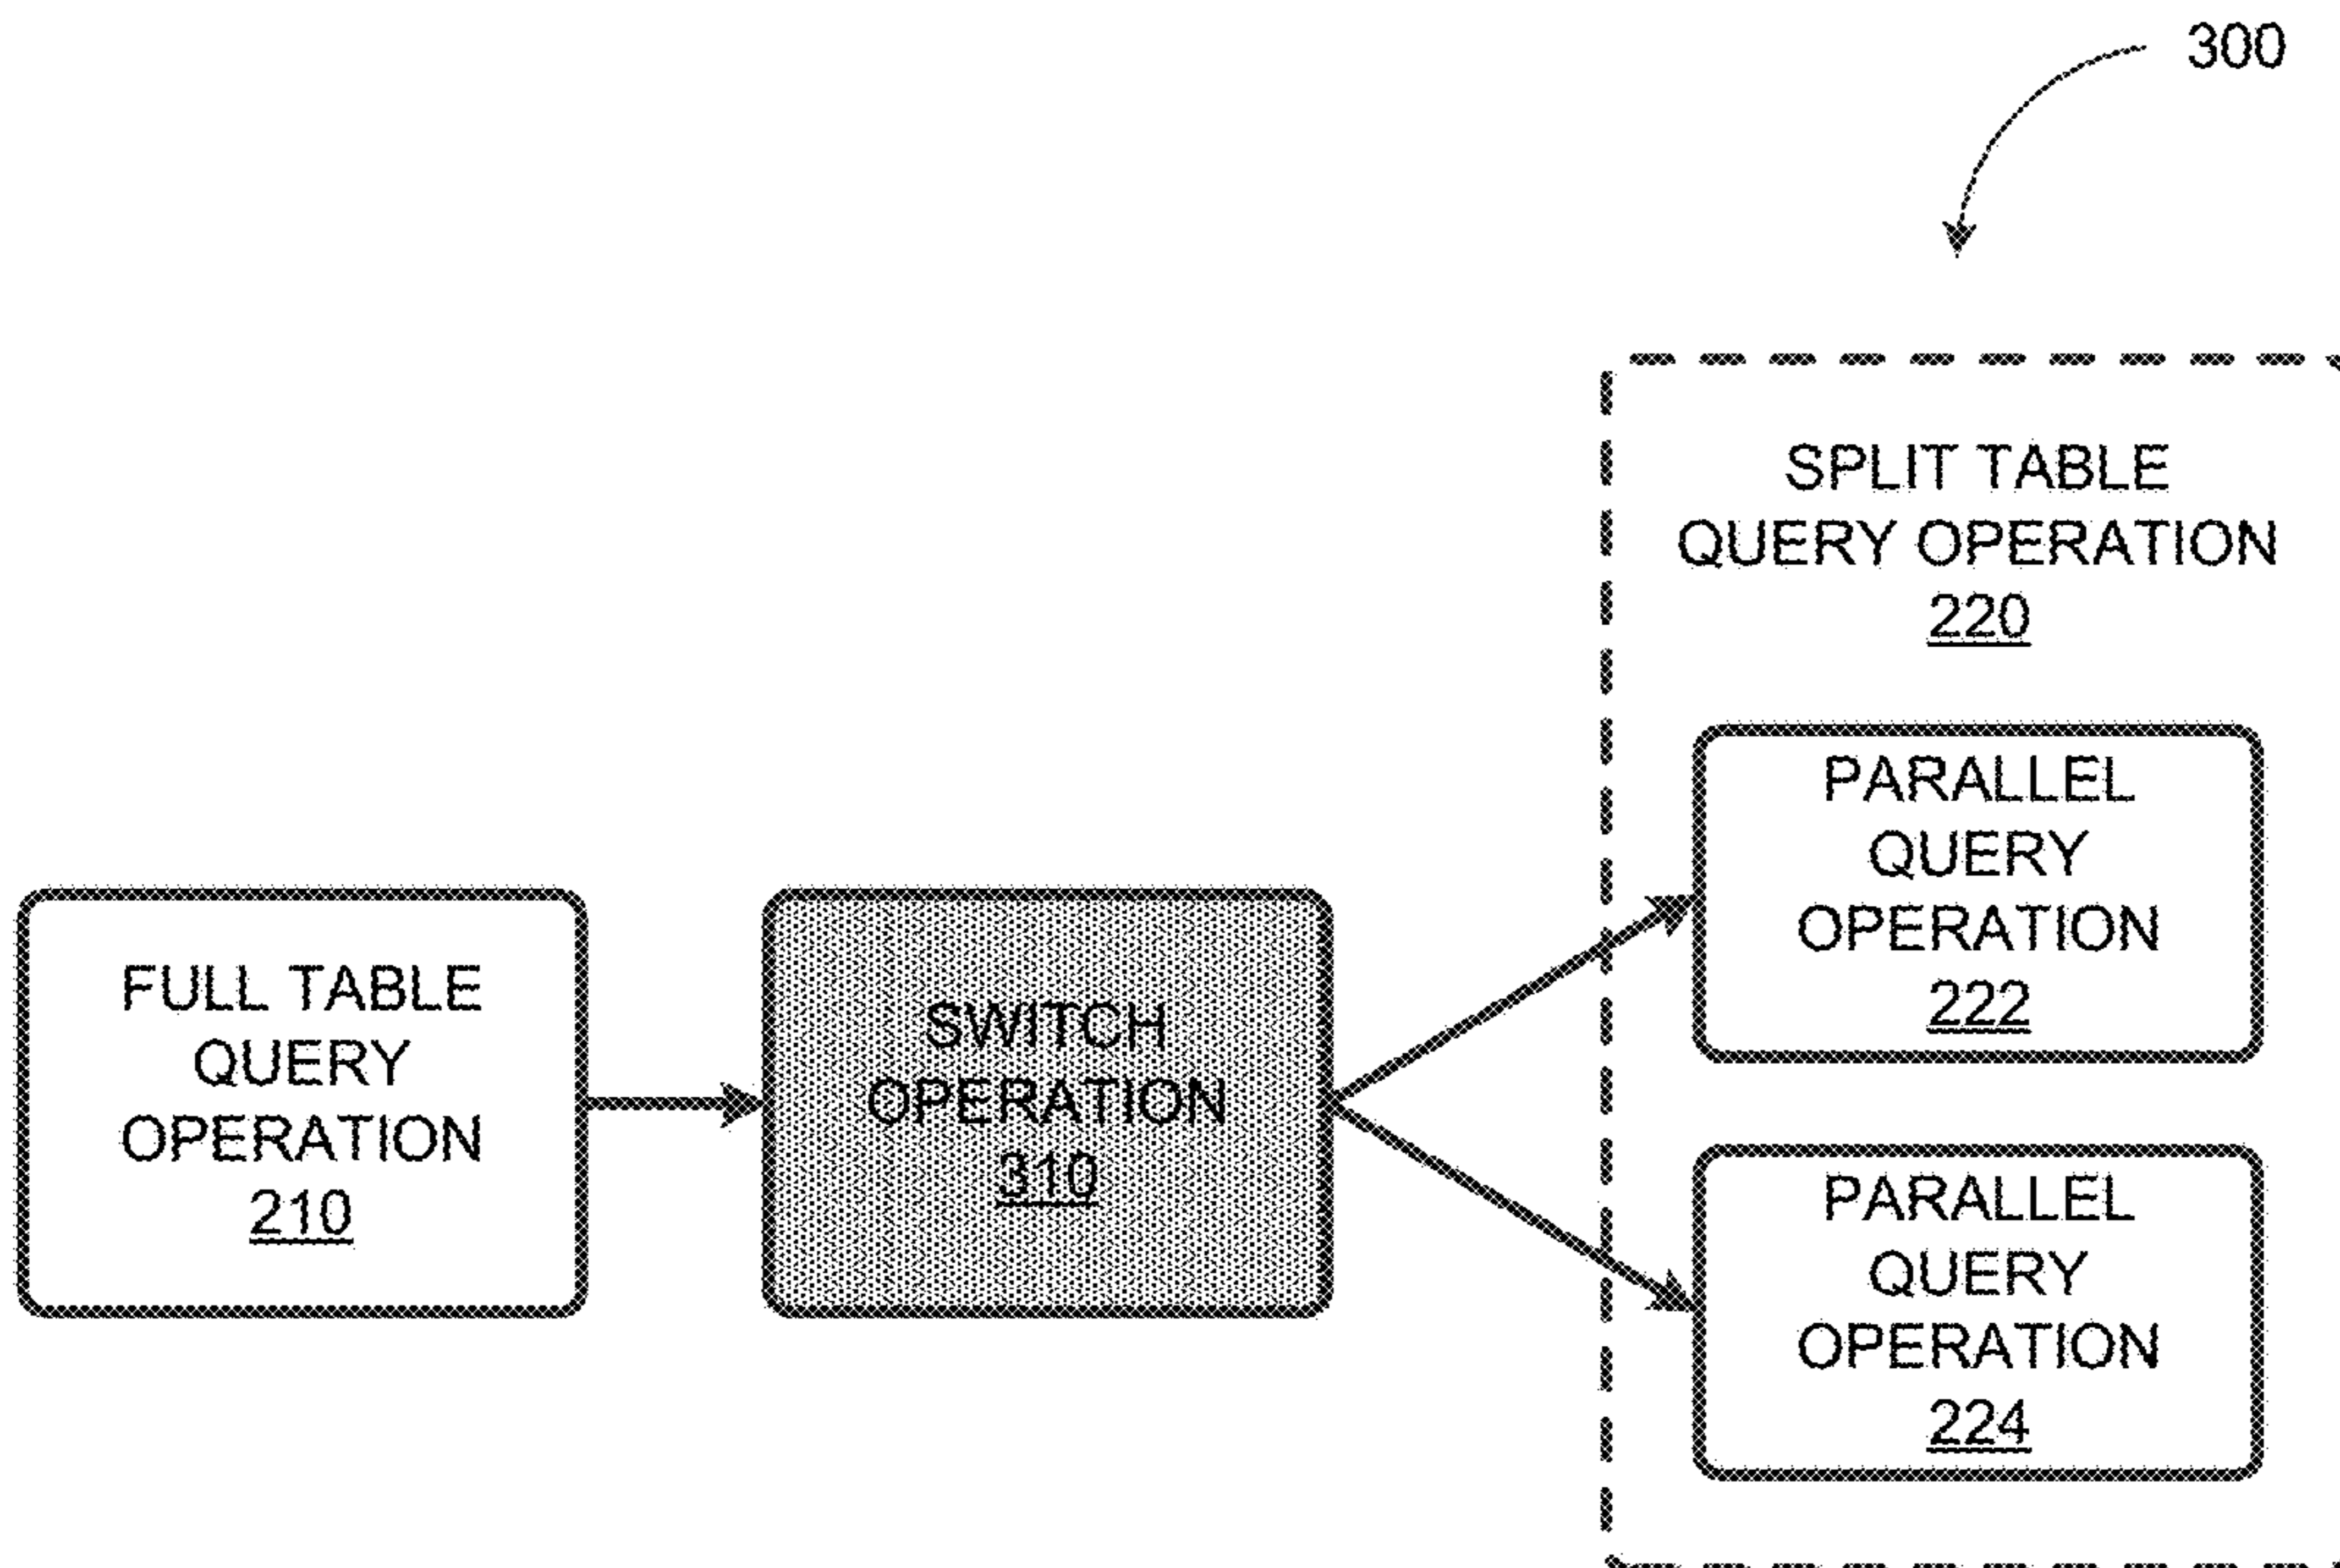 300
SPLIT TABLE
QUERY OPERATION
220
PARALLEL
QUERY
OPERATION
222
FULL TABLE
QUERY
OPERATION
210
SWITCH
OPERATION
310
PARALLEL
QUERY
OPERATION
224